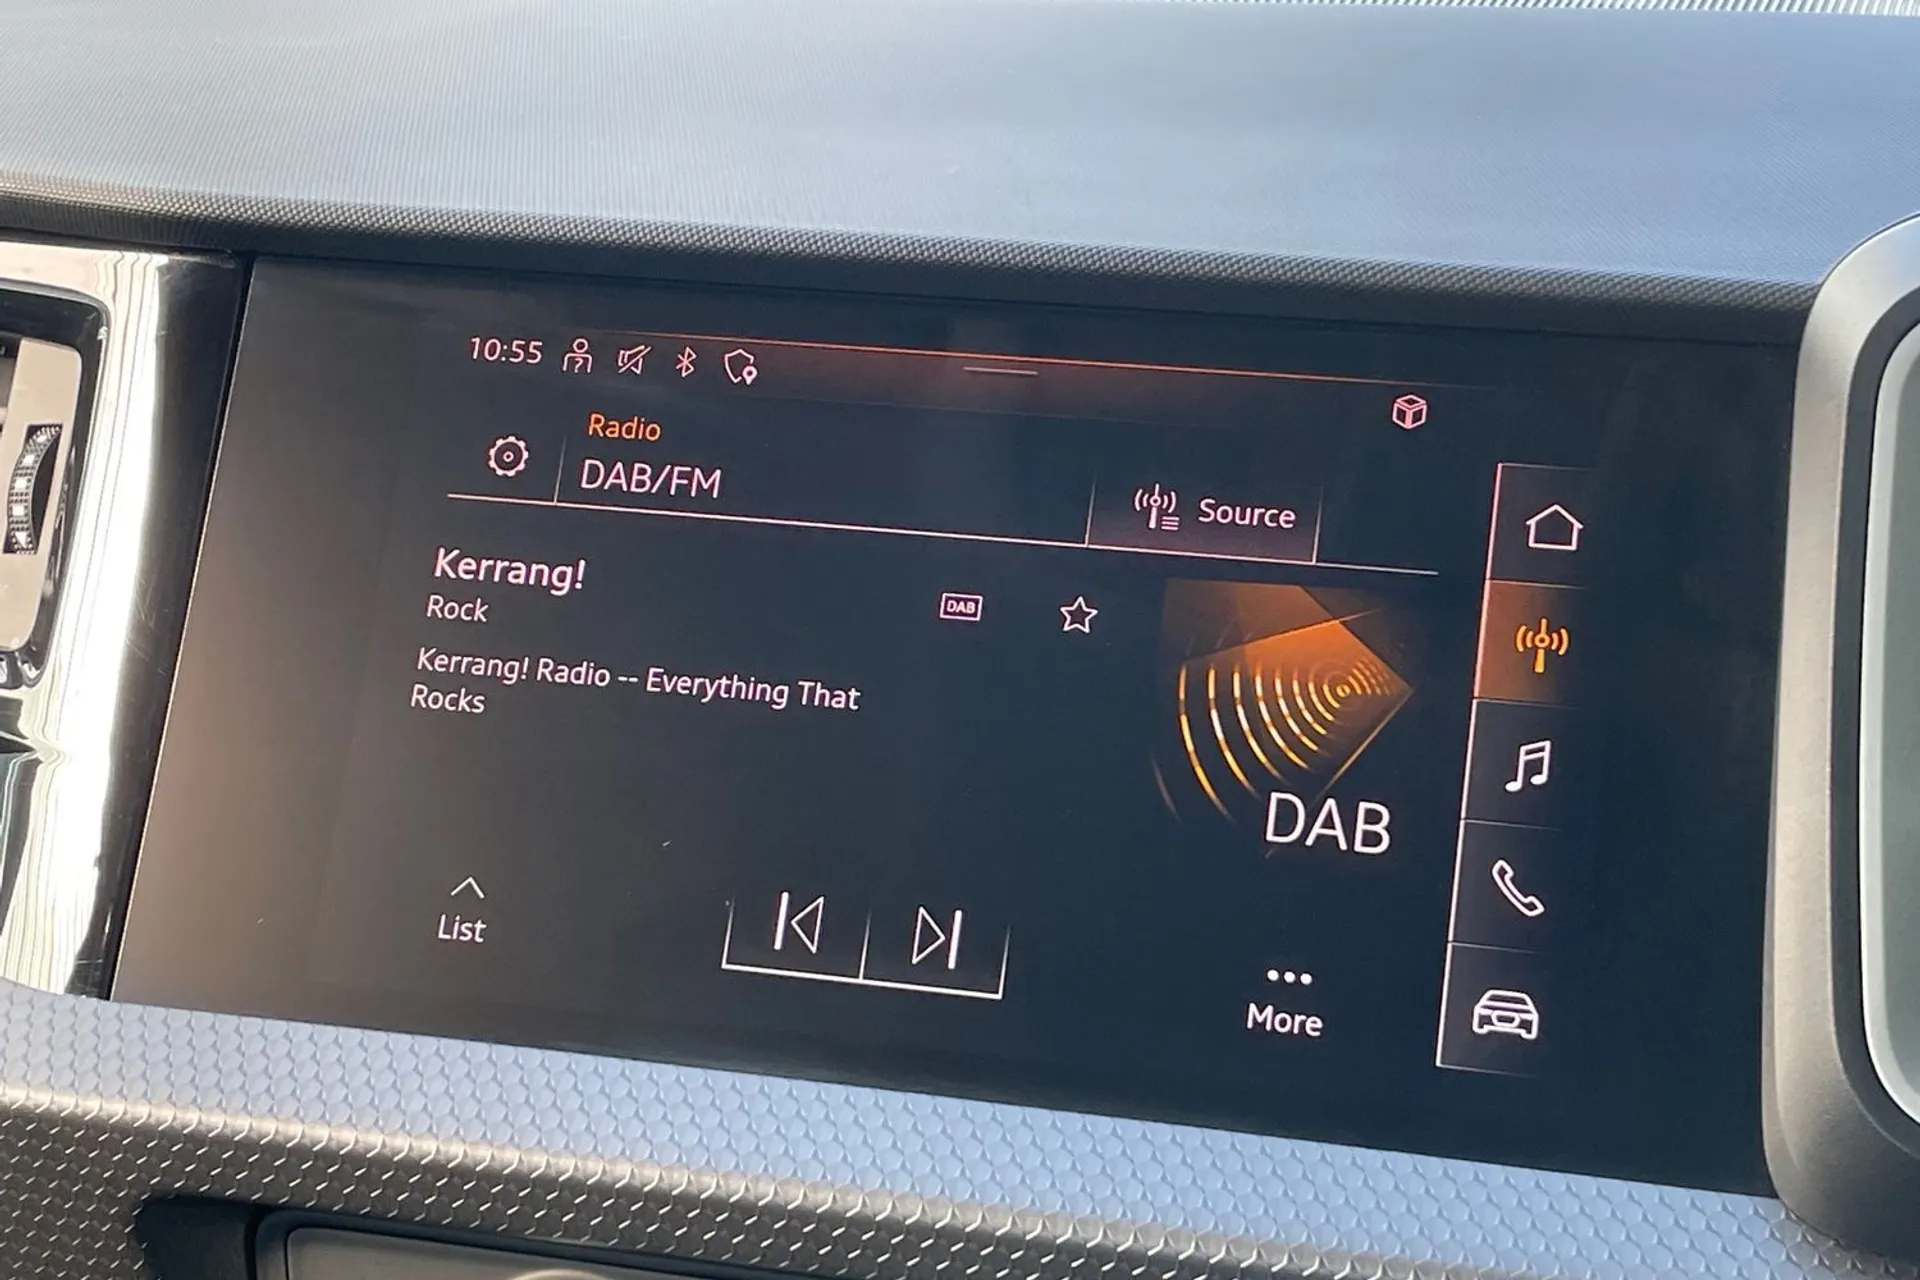 10:55
Radio
DAB/FM
Source
Kerrang!
Rock
DAB
Kerrang! Radio -- Everything That
Rocks
DAB
List
More